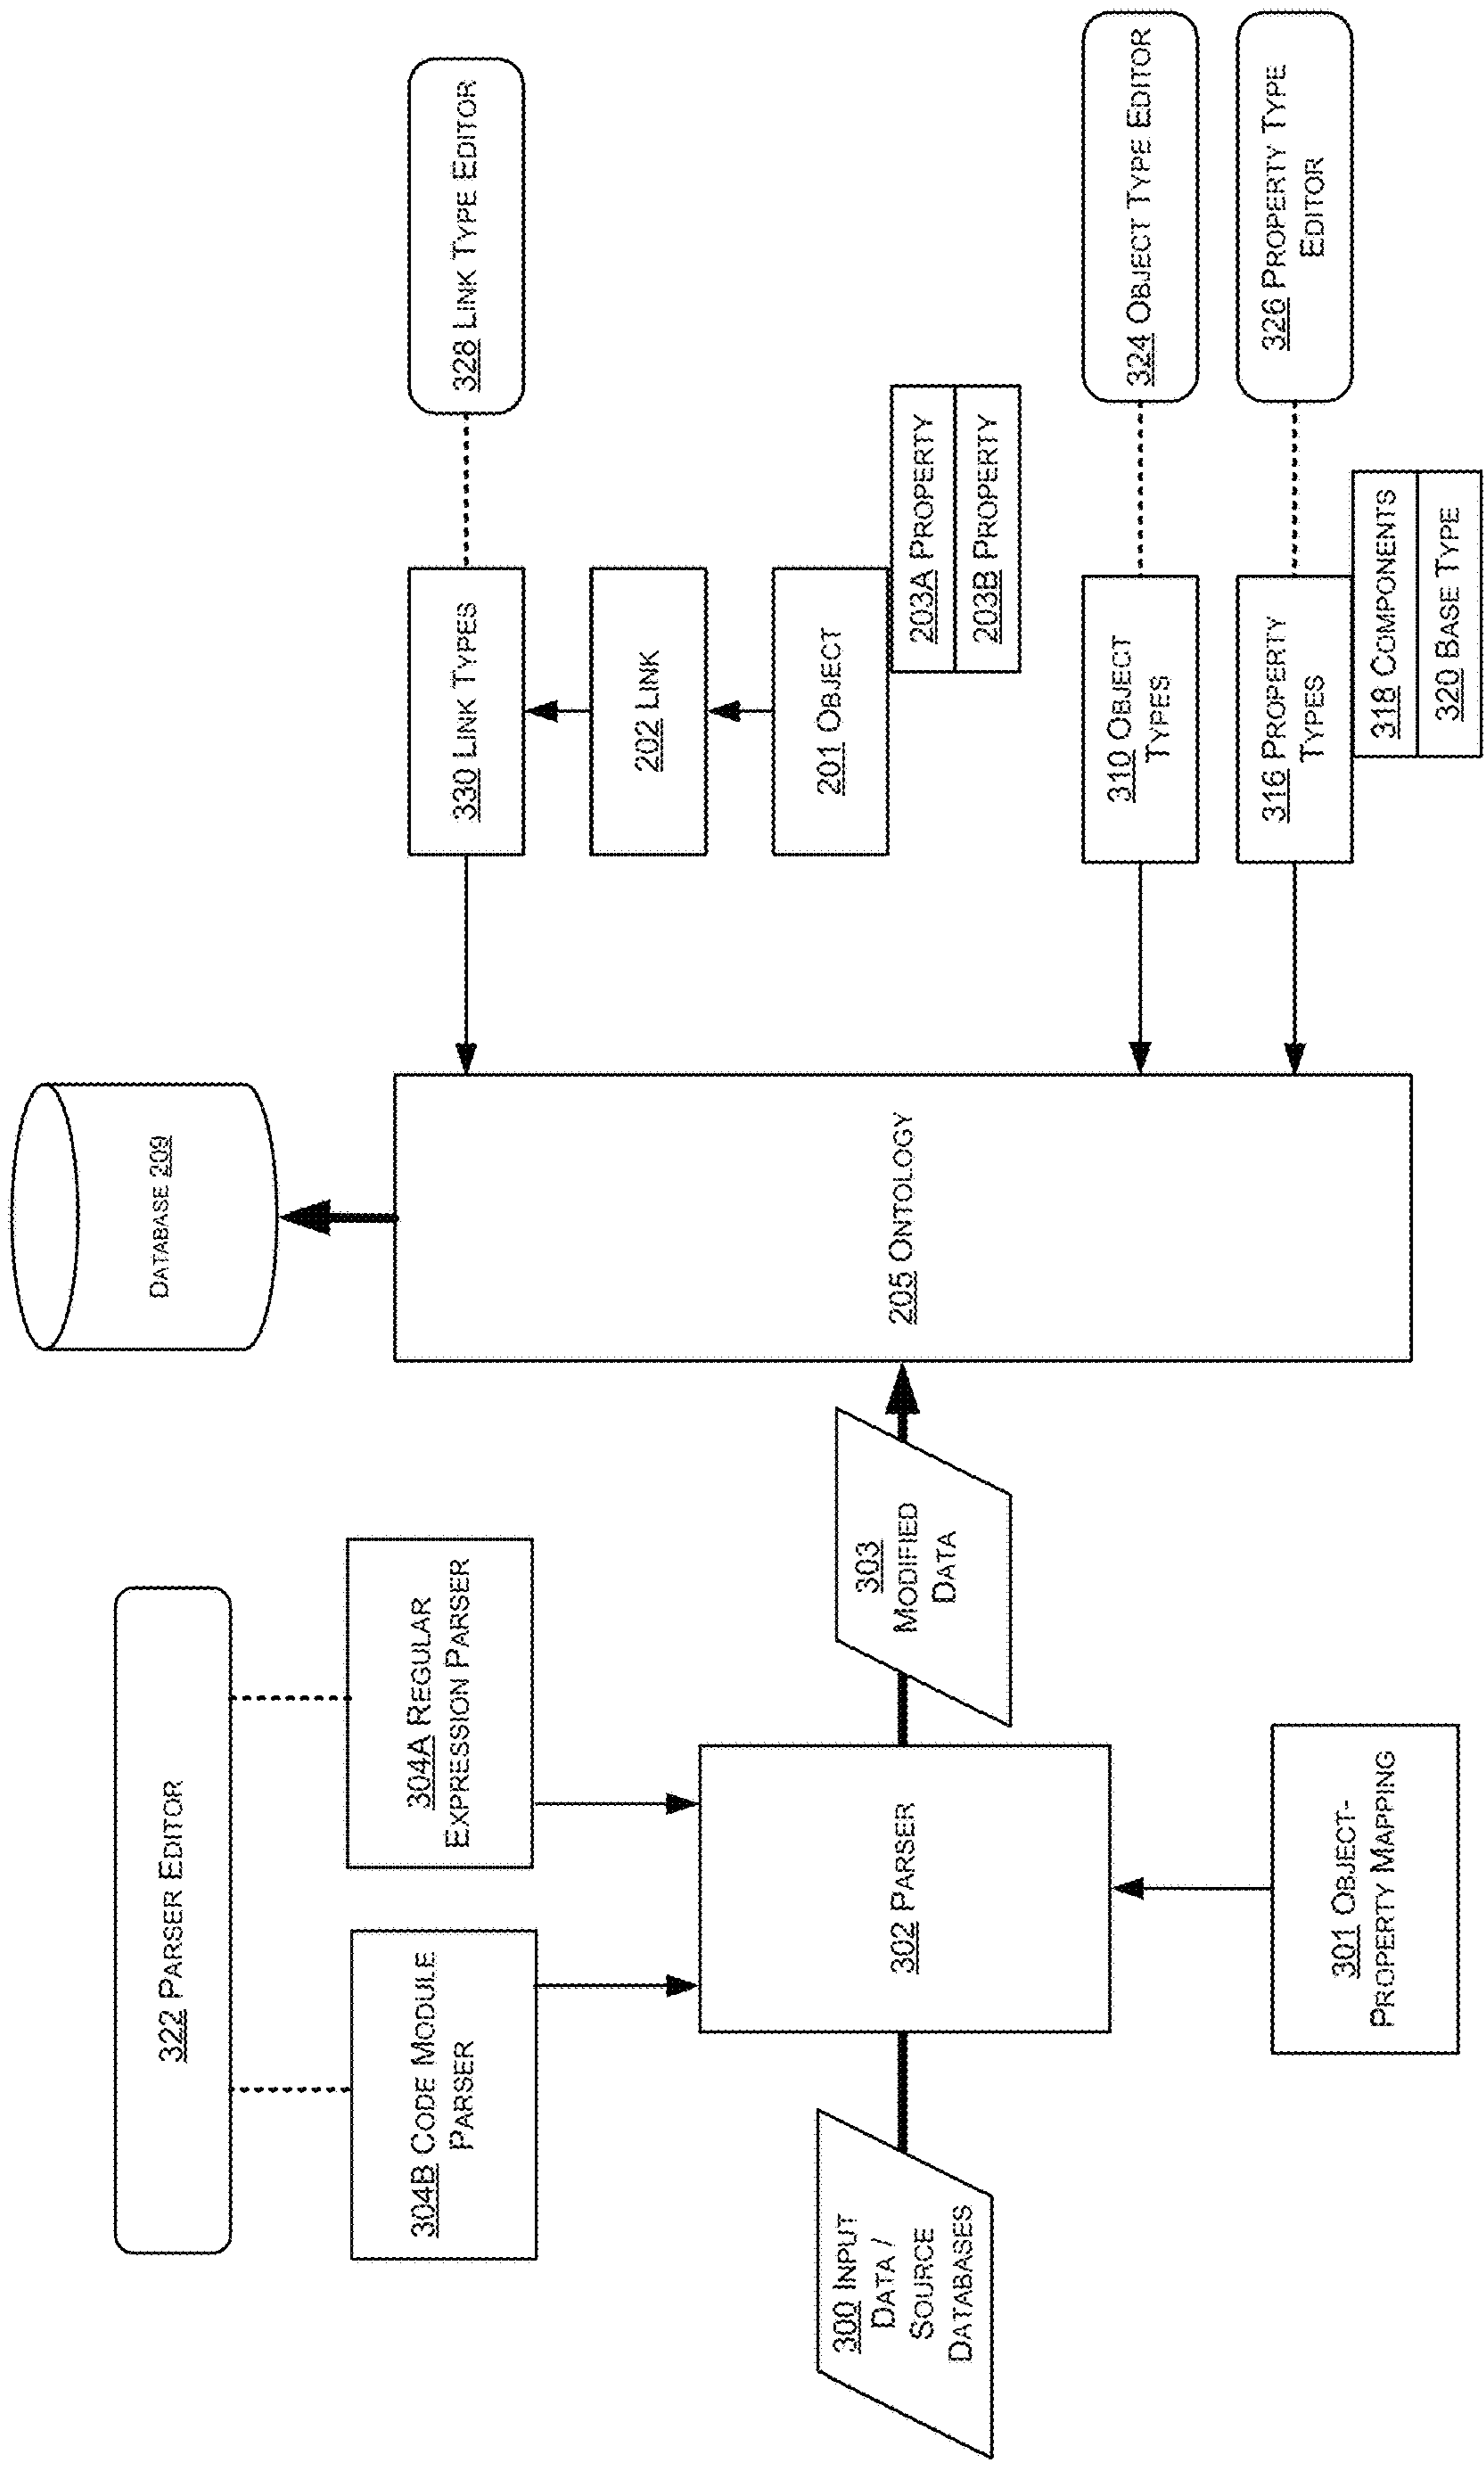 322 PARSER EDITOR
304B CODE MODULE
PARSER
304A REGULAR
EXPRESSION PARSER
300 INPUT
DATA /
SOURCE
DATABASES
302 PARSER
303
MODIFIED
DATA
301 OBJECT-
PROPERTY MAPPING
DATABASE 209
205 ONTOLOGY
330 LINK TYPES
328 LINK TYPE EDITOR
202 LINK
201 OBJECT
203A PROPERTY
203B PROPERTY
310 OBJECT
TYPES
324 OBJECT TYPE EDITOR
316 PROPERTY
TYPES
326 PROPERTY TYPE
EDITOR
318 COMPONENTS
320 BASE TYPE